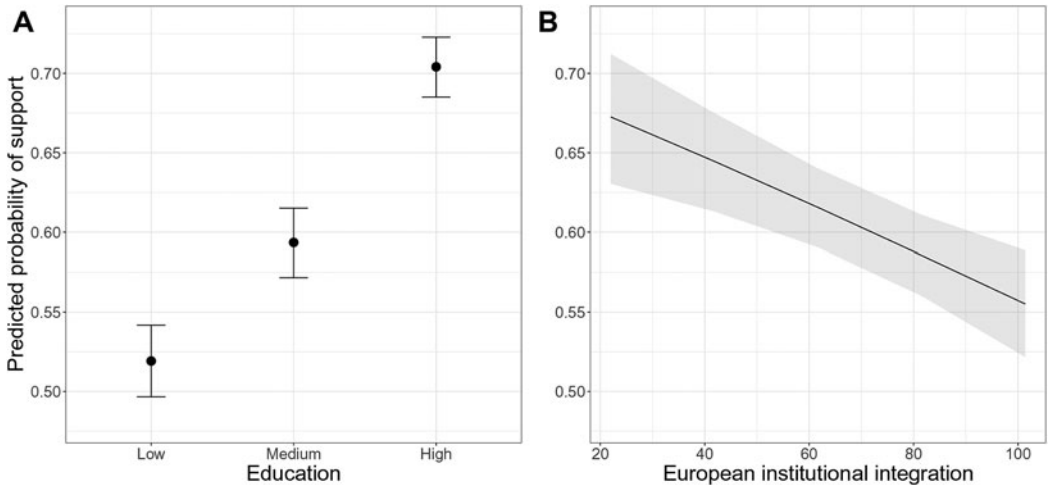 A
B
Predicted probability of support
0.70
0.65
0.60
0.55
0.50
Low Medium High
Education
0.70
0.65
0.60
0.55
0.50
20 40 60 80 100
European institutional integration